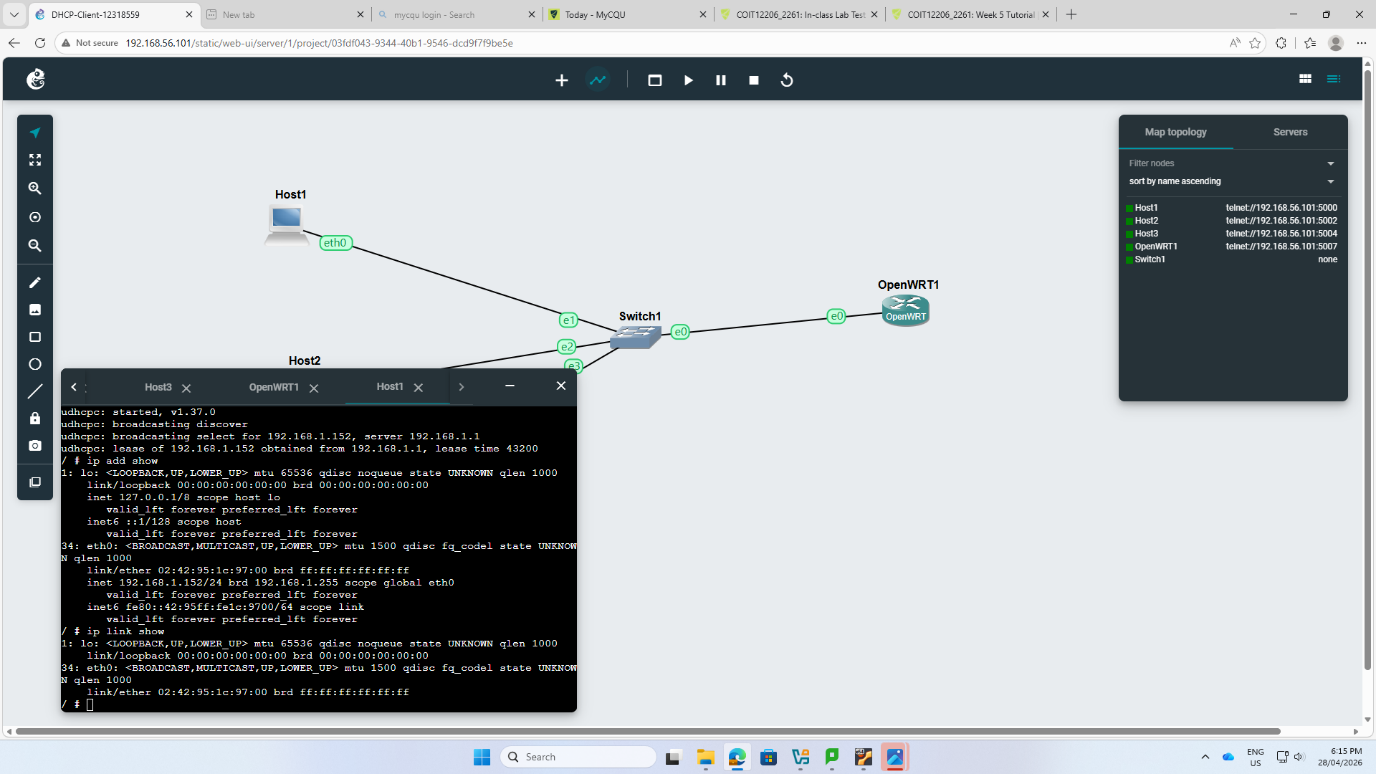 DHCP-Client-12318559
New tab
mycqu login - Search
Today - MyCQU
COIT12206_2261: In-class Lab Test
COIT12206_2261: Week 5 Tutorial
Not secure
192.168.56.101/static/web-ui/server/1/project/03fdf043-9344-40b1-9546-dcd9f7f9be5e
Map topology
Servers
Filter nodes
sort by name ascending
Host1 telnet://192.168.56.101:5000
Host2 telnet://192.168.56.101:5002
Host3 telnet://192.168.56.101:5004
OpenWRT1 telnet://192.168.56.101:5007
Switch1 none
Host1
eth0
OpenWRT1
OpenWRT
e0
Switch1
e0
e1
e2
e3
Host2
Host3
OpenWRT1
Host1
udhcpc: started, v1.37.0
udhcpc: broadcasting discover
udhcpc: broadcasting select for 192.168.1.152, server 192.168.1.1
udhcpc: lease of 192.168.1.152 obtained from 192.168.1.1, lease time 43200
/ # ip add show
1: lo: <LOOPBACK,UP,LOWER_UP> mtu 65536 qdisc noqueue state UNKNOWN qlen 1000
link/loopback 00:00:00:00:00:00 brd 00:00:00:00:00:00
inet 127.0.0.1/8 scope host lo
valid_lft forever preferred_lft forever
inet6 ::1/128 scope host
valid_lft forever preferred_lft forever
34: eth0: <BROADCAST,MULTICAST,UP,LOWER_UP> mtu 1500 qdisc fq_codel state UNKNOW
N qlen 1000
link/ether 02:42:95:1c:97:00 brd ff:ff:ff:ff:ff:ff
inet 192.168.1.152/24 brd 192.168.1.255 scope global eth0
valid_lft forever preferred_lft forever
inet6 fe80::42:95ff:fe1c:9700/64 scope link
valid_lft forever preferred_lft forever
/ # ip link show
1: lo: <LOOPBACK,UP,LOWER_UP> mtu 65536 qdisc noqueue state UNKNOWN qlen 1000
link/loopback 00:00:00:00:00:00 brd 00:00:00:00:00:00
34: eth0: <BROADCAST,MULTICAST,UP,LOWER_UP> mtu 1500 qdisc fq_codel state UNKNOW
N qlen 1000
link/ether 02:42:95:1c:97:00 brd ff:ff:ff:ff:ff:ff
/ #
Search
ENG
US
6:15 PM
28/04/2026